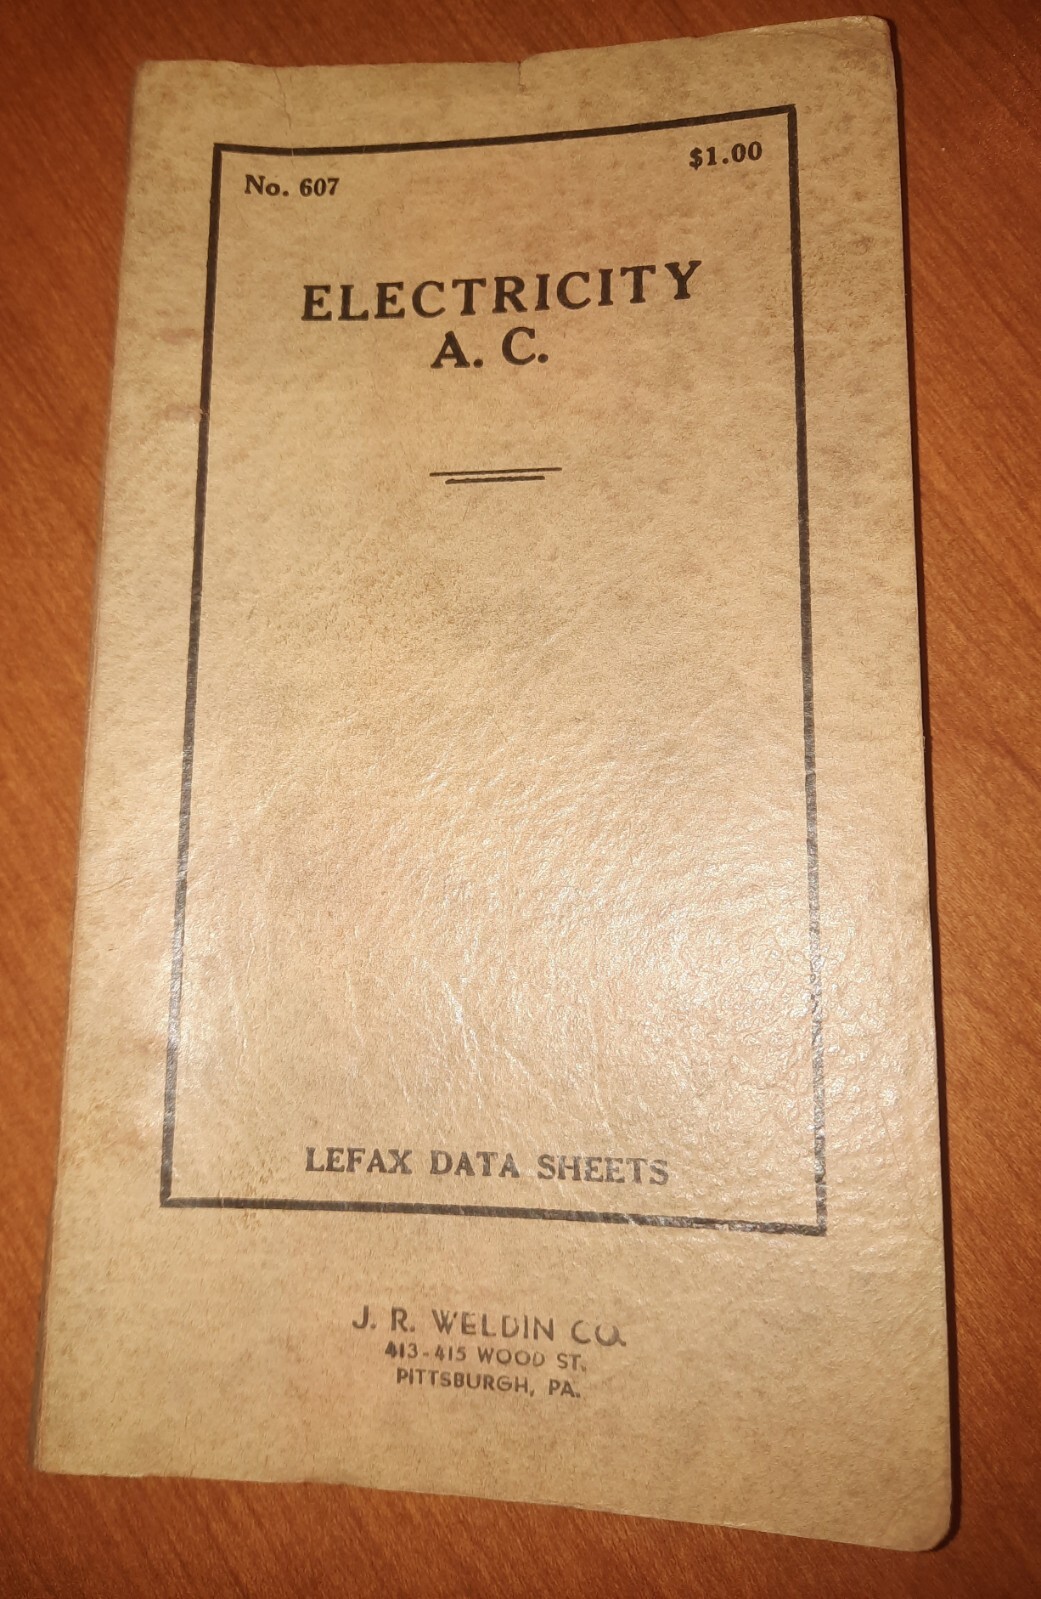 No. 607
$1.00
ELECTRICITY
A. C.
LEFAX DATA SHEETS
J. R. WELDIN CO.
413-415 WOOD ST.
PITTSBURGH, PA.